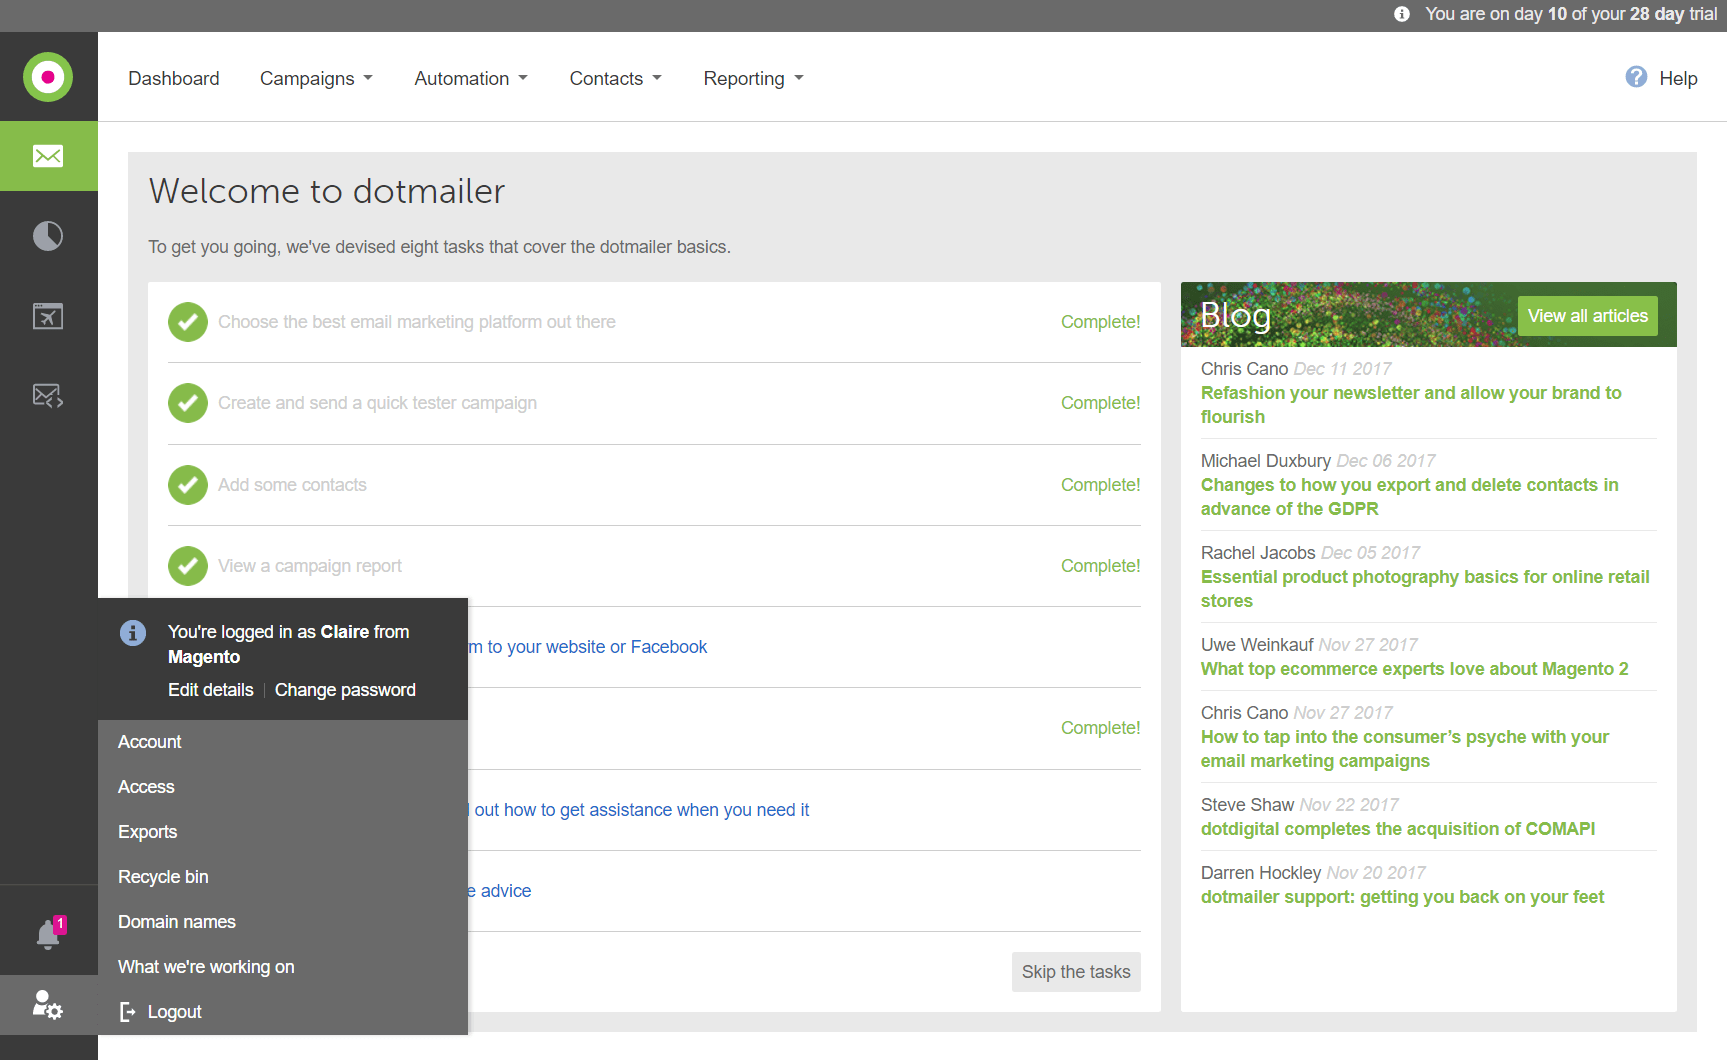 You are on day 10 of your 28 day trial
Dashboard
Campaigns
Automation
Contacts
Reporting
? Help
Welcome to dotmailer
To get you going, we've devised eight tasks that cover the dotmailer basics.
Choose the best email marketing platform out there
Complete!
Create and send a quick tester campaign
Complete!
Add some contacts
Complete!
View a campaign report
Complete!
m to your website or Facebook
Complete!
out how to get assistance when you need it
e advice
Skip the tasks
Blog
View all articles
Chris Cano Dec 11 2017
Refashion your newsletter and allow your brand to
flourish
Michael Duxbury Dec 06 2017
Changes to how you export and delete contacts in
advance of the GDPR
Rachel Jacobs Dec 05 2017
Essential product photography basics for online retail
stores
Uwe Weinkauf Nov 27 2017
What top ecommerce experts love about Magento 2
Chris Cano Nov 27 2017
How to tap into the consumer’s psyche with your
email marketing campaigns
Steve Shaw Nov 22 2017
dotdigital completes the acquisition of COMAPI
Darren Hockley Nov 20 2017
dotmailer support: getting you back on your feet
You're logged in as Claire from
Magento
Edit details | Change password
Account
Access
Exports
Recycle bin
Domain names
What we're working on
Logout
1